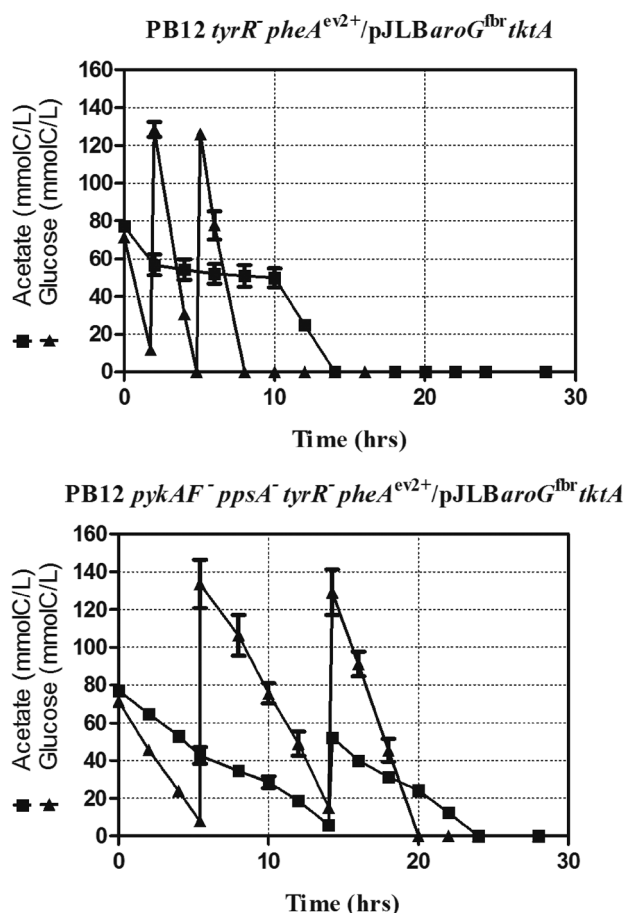 PB12 tyrR⁻ pheAᵉᵛ²⁺/pJLBaroGᶠᵇʳtktA
160
140
120
100
80
60
40
20
0
Acetate (mmolC/L)
Glucose (mmolC/L)
0 10 20 30
Time (hrs)
PB12 pykAF⁻ ppsA⁻ tyrR⁻ pheAᵉᵛ²⁺/pJLBaroGᶠᵇʳtktA
160
140
120
100
80
60
40
20
0
Acetate (mmolC/L)
Glucose (mmolC/L)
0 10 20 30
Time (hrs)